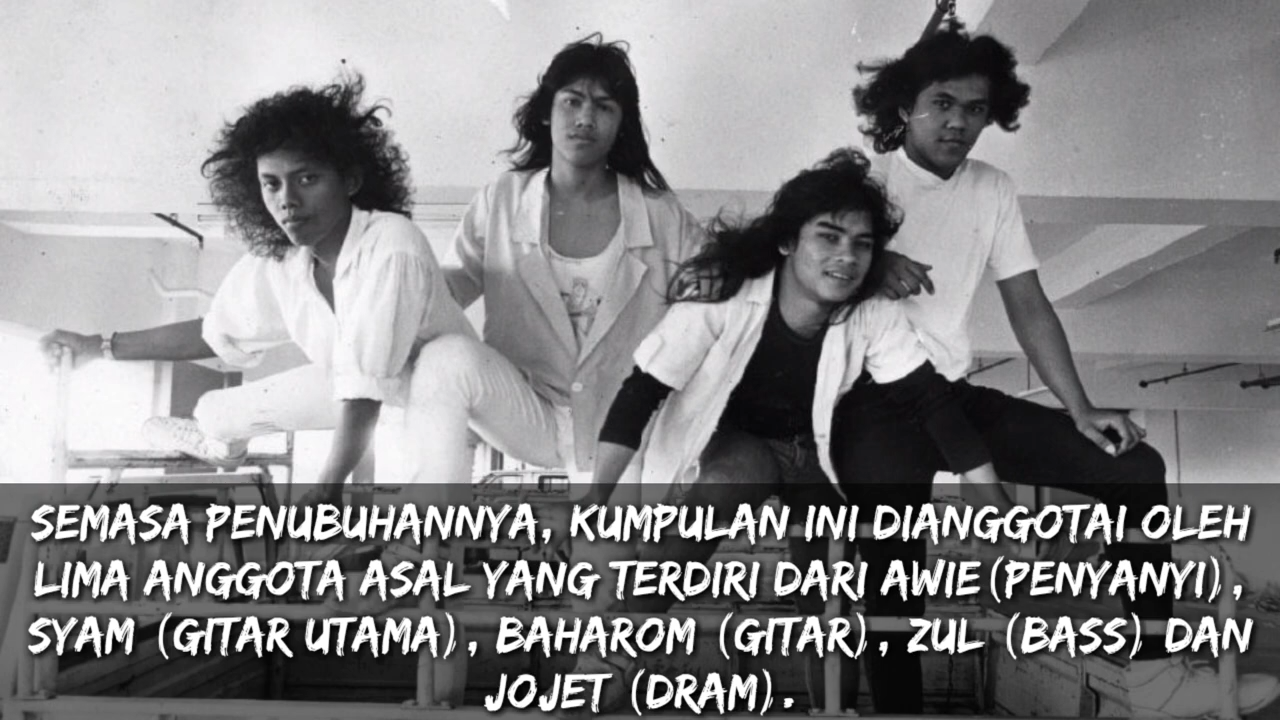 SEMASA PENUBUHANNYA, KUMPULAN INI DIANGGOTAI OLEH
LIMA ANGGOTA ASAL YANG TERDIRI DARI AWIE (PENYANYI),
SYAM (GITAR UTAMA), BAHAROM (GITAR), ZUL (BASS) DAN
JOJET (DRAM).